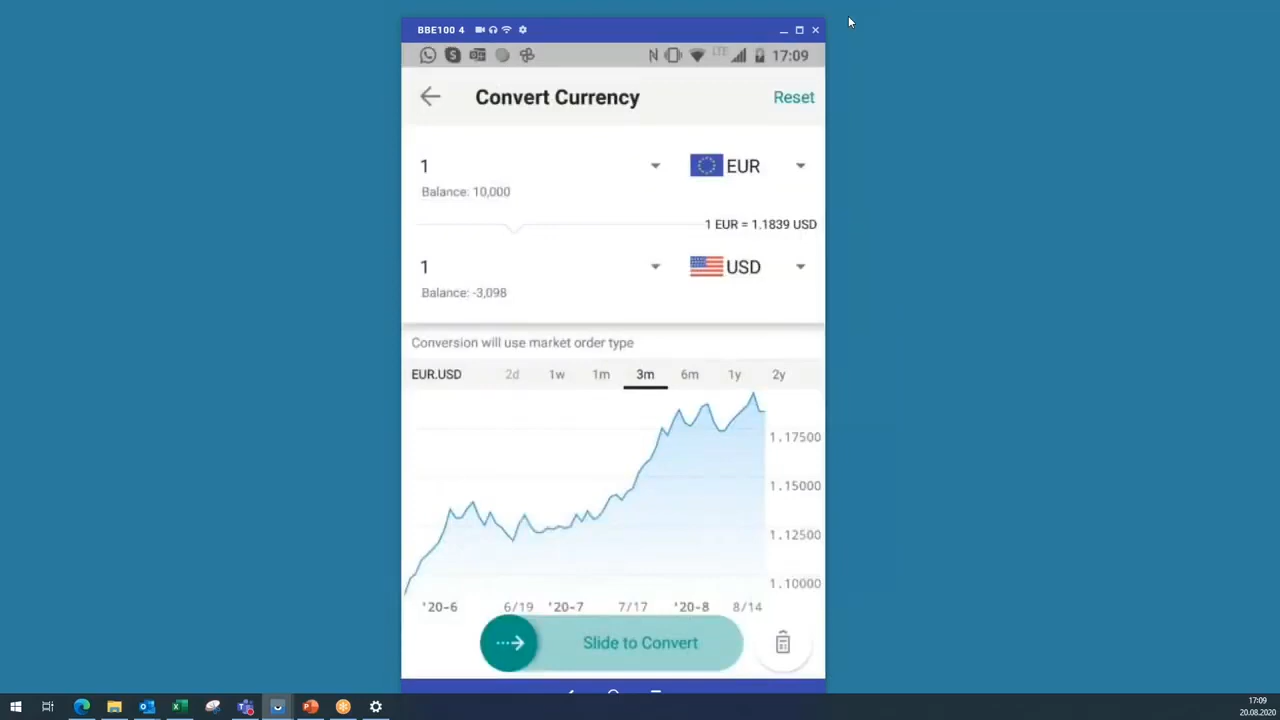 BBE100 4
N LTE 17:09
Convert Currency Reset
1 EUR
Balance: 10,000
1 EUR = 1.1839 USD
1 USD
Balance: -3,098
Conversion will use market order type
EUR.USD 2d 1w 1m 3m 6m 1y 2y
1.17500
1.15000
1.12500
1.10000
'20-6 6/19 '20-7 7/17 '20-8 8/14
Slide to Convert
17:09
20.08.2020